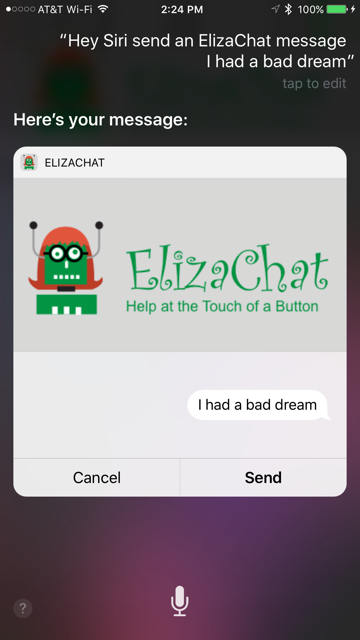 AT&T Wi-Fi 2:24 PM 100%
“Hey Siri send an ElizaChat message
I had a bad dream”
tap to edit
Here’s your message:
ELIZACHAT
ElizaChat
Help at the Touch of a Button
I had a bad dream
Cancel Send
?